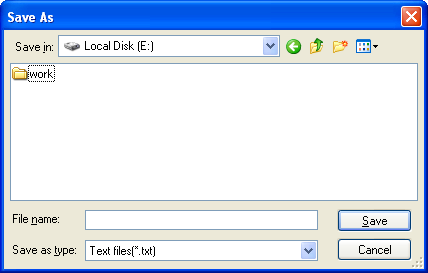 Save As
Save in: Local Disk (E:)
work
File name:
Save
Save as type: Text files(*.txt)
Cancel